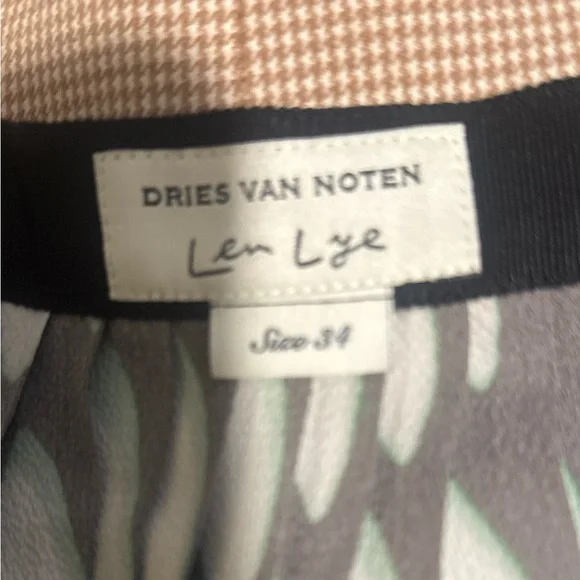 DRIES VAN NOTEN
Len Lye
Size 34